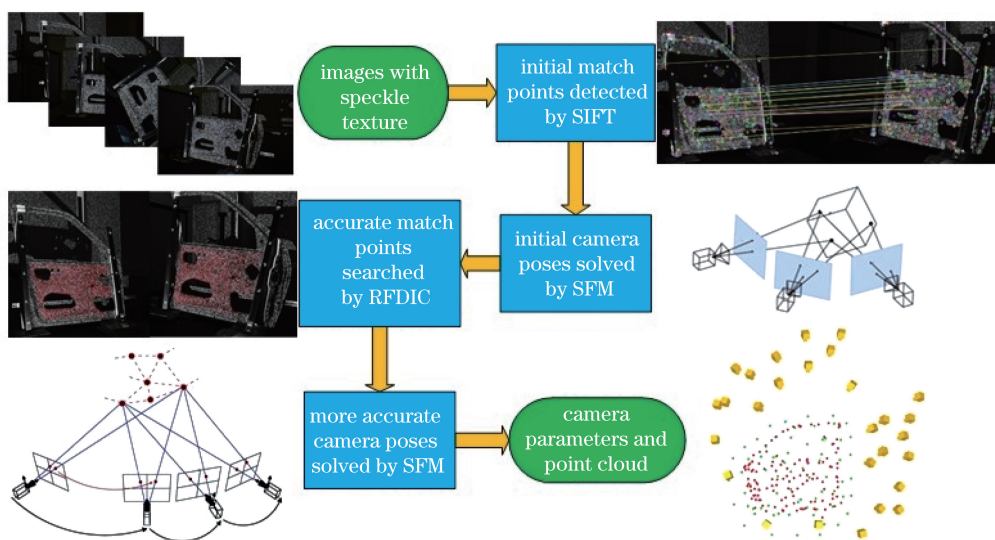 images with
speckle
texture
initial match
points detected
by SIFT
initial camera
poses solved
by SFM
accurate match
points
searched
by RFDIC
more accurate
camera poses
solved by SFM
camera
parameters and
point cloud